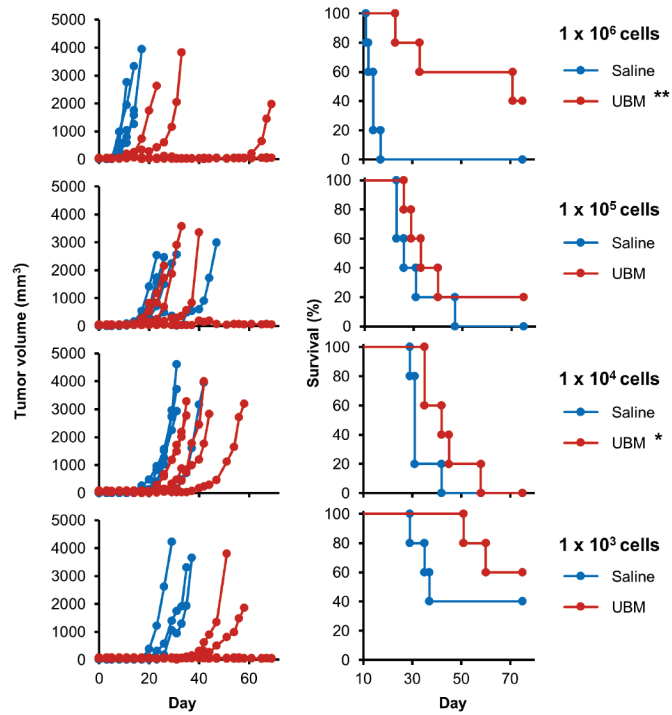 5000
4000
3000
2000
1000
0
100
80
60
40
20
0
1 x 10⁶ cells
Saline
UBM **
5000
4000
3000
2000
1000
0
100
80
60
40
20
0
1 x 10⁵ cells
Saline
UBM
5000
4000
3000
2000
1000
0
100
80
60
40
20
0
1 x 10⁴ cells
Saline
UBM *
5000
4000
3000
2000
1000
0
100
80
60
40
20
0
1 x 10³ cells
Saline
UBM
Tumor volume (mm³)
Survival (%)
0 20 40 60
10 30 50 70
Day
Day